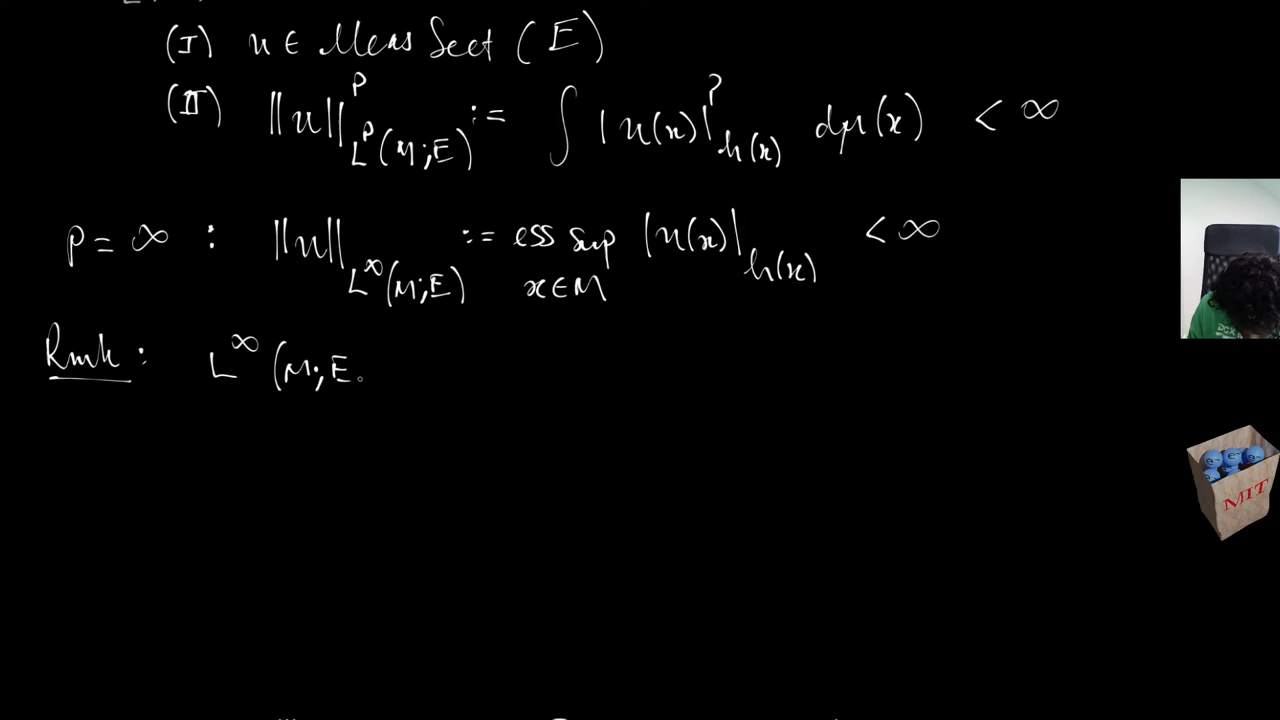 (I) u ∈ Meas Sect (E)
(II) ||u||^p_{L^p(M;E)} := ∫ |u(x)|^p_{h(x)} dμ(x) < ∞
p = ∞ : ||u||_{L^∞(M;E)} := ess sup_{x∈M} |u(x)|_{h(x)} < ∞
Rmk : L^∞(M;E
e⁻ e⁻ e⁻
MIT